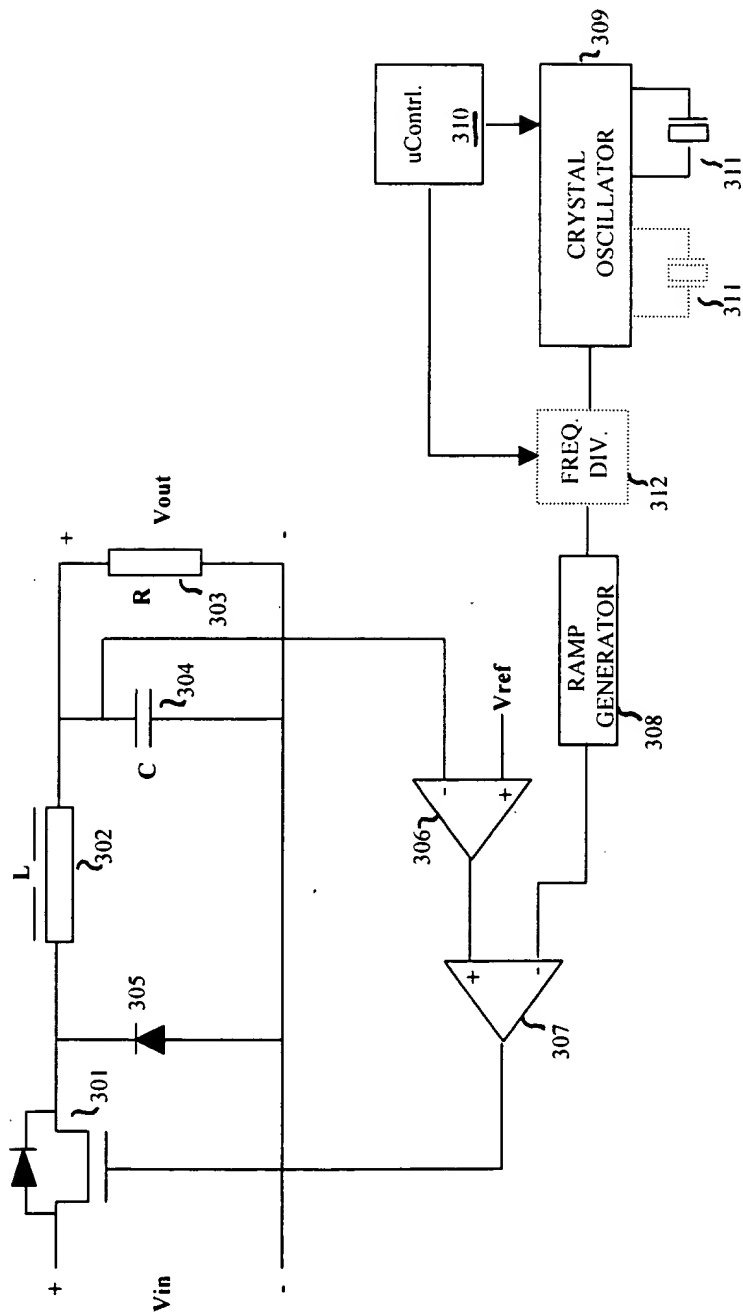 +
301
L
302
305
Vin
-
C
304
R
303
+
Vout
-
306
-
+
Vref
+
-
307
RAMP
GENERATOR
308
FREQ.
DIV.
312
uContrl.
310
CRYSTAL
OSCILLATOR
309
311
311